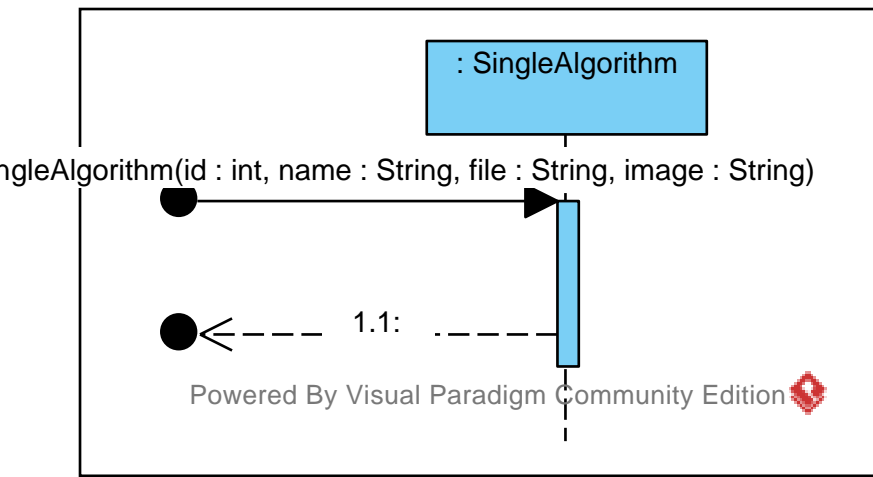 : SingleAlgorithm
ngleAlgorithm(id : int, name : String, file : String, image : String)
1.1:
Powered By Visual Paradigm Community Edition